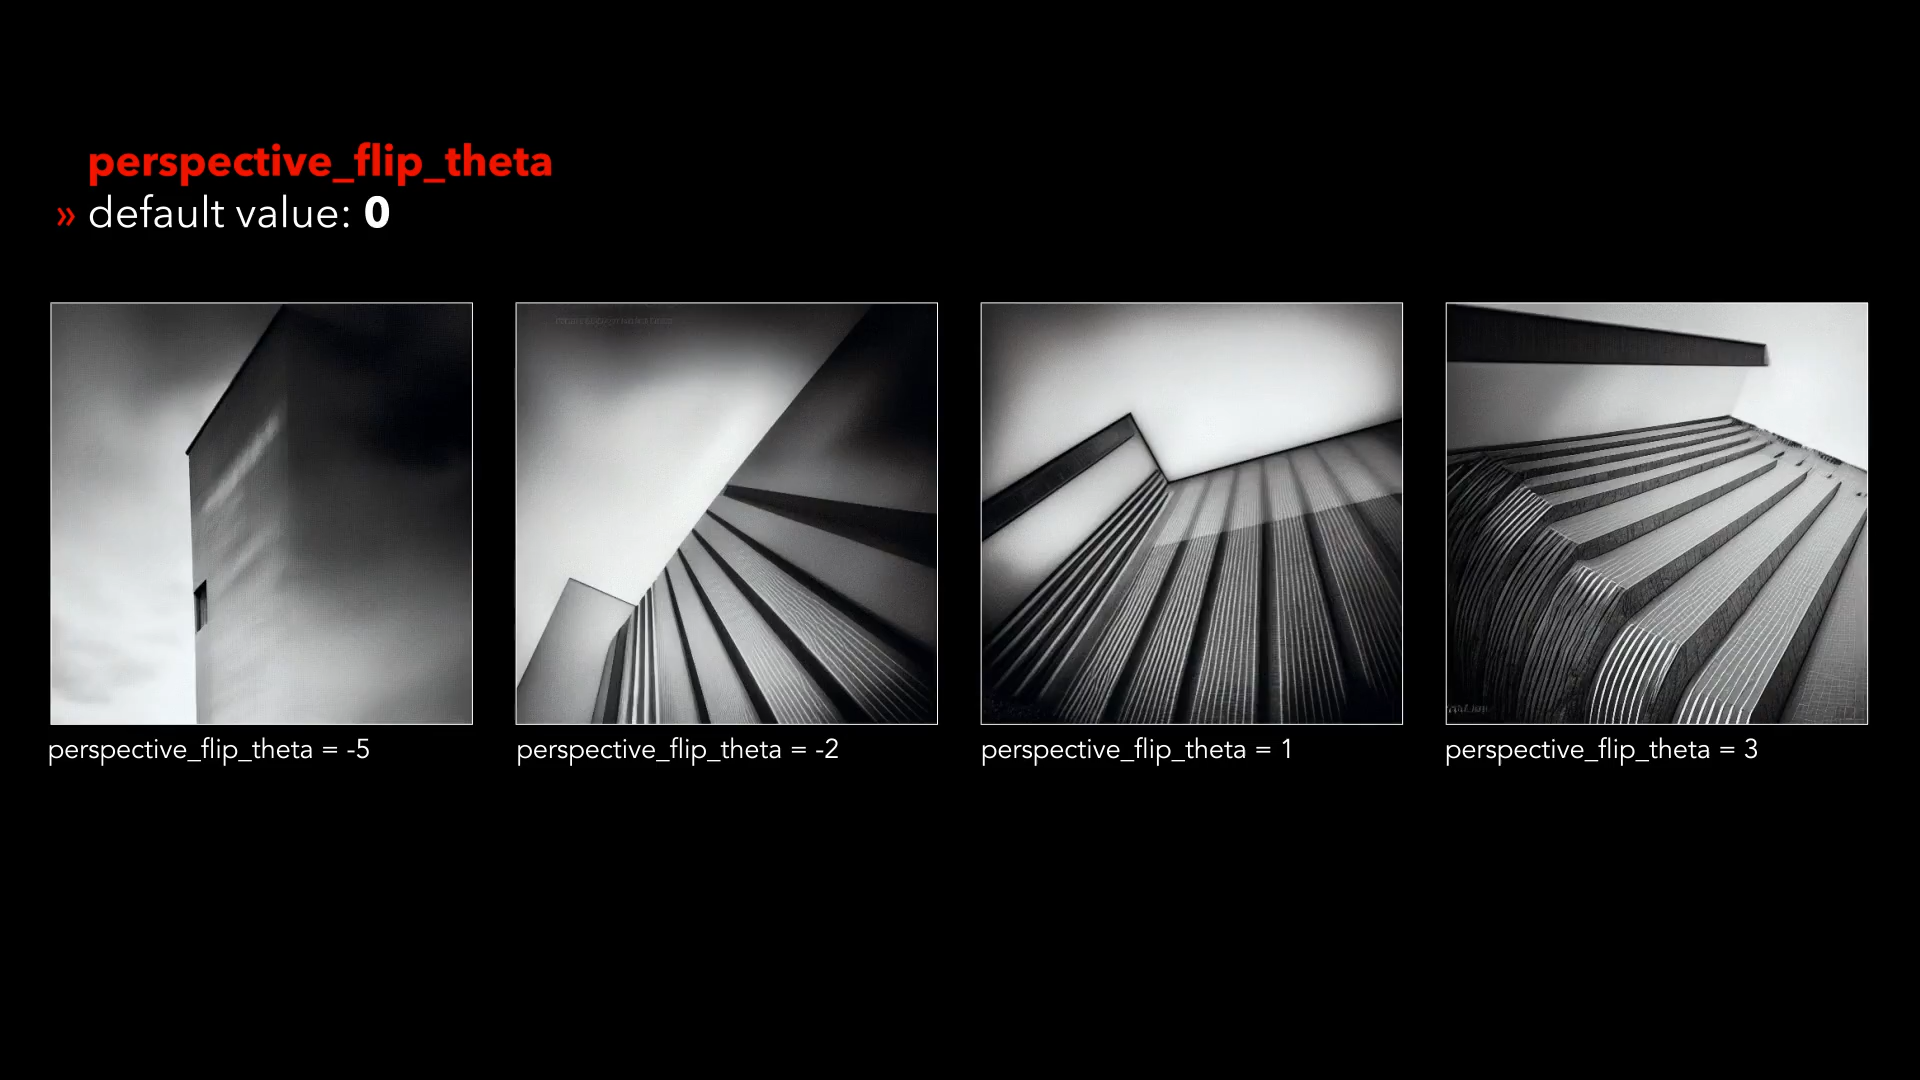 perspective_flip_theta
» default value: 0
perspective_flip_theta = -5
perspective_flip_theta = -2
perspective_flip_theta = 1
perspective_flip_theta = 3